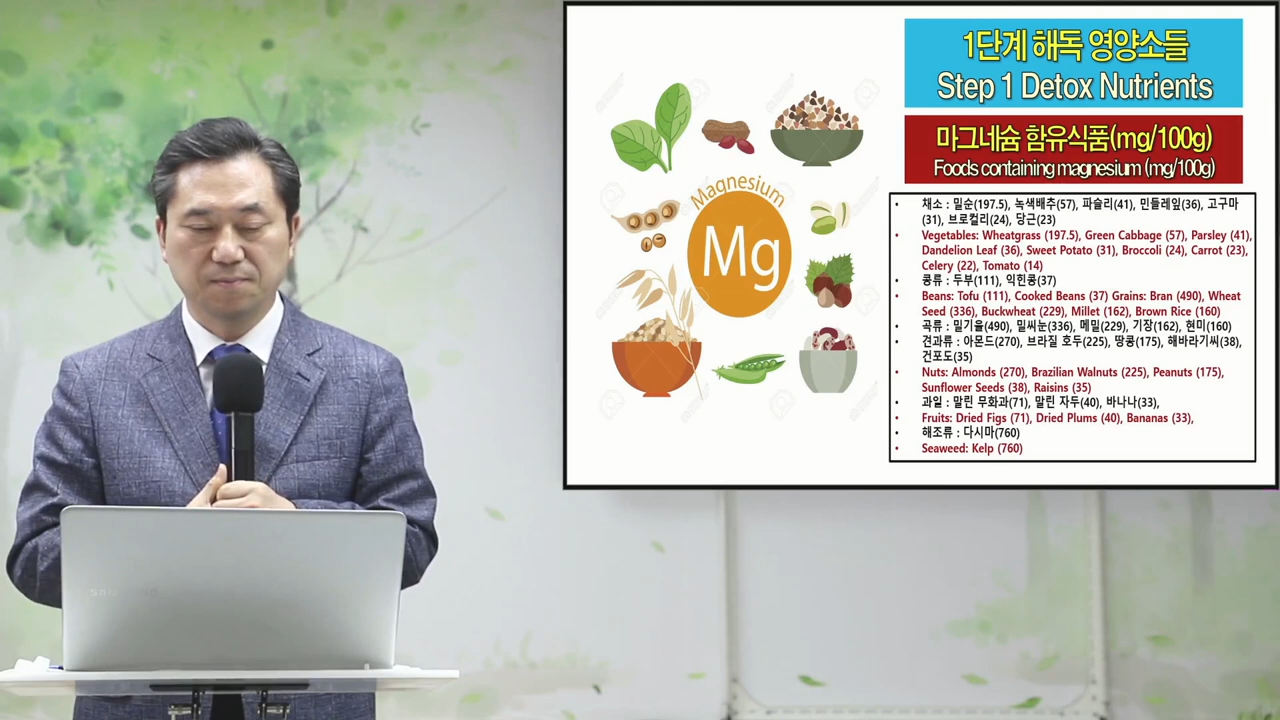 1단계 해독 영양소들
Step 1 Detox Nutrients
마그네슘 함유식품(mg/100g)
Foods containing magnesium (mg/100g)
Magnesium
Mg
• 채소 : 밀순(197.5), 녹색배추(57), 파슬리(41), 민들레잎(36), 고구마
(31), 브로컬리(24), 당근(23)
• Vegetables: Wheatgrass (197.5), Green Cabbage (57), Parsley (41),
Dandelion Leaf (36), Sweet Potato (31), Broccoli (24), Carrot (23),
Celery (22), Tomato (14)
• 콩류 : 두부(111), 익힌콩(37)
• Beans: Tofu (111), Cooked Beans (37) Grains: Bran (490), Wheat
Seed (336), Buckwheat (229), Millet (162), Brown Rice (160)
• 곡류 : 밀기울(490), 밀씨눈(336), 메밀(229), 기장(162), 현미(160)
• 견과류 : 아몬드(270), 브라질 호두(225), 땅콩(175), 해바라기씨(38),
건포도(35)
• Nuts: Almonds (270), Brazilian Walnuts (225), Peanuts (175),
Sunflower Seeds (38), Raisins (35)
• 과일 : 말린 무화과(71), 말린 자두(40), 바나나(33),
• Fruits: Dried Figs (71), Dried Plums (40), Bananas (33),
• 해조류 : 다시마(760)
• Seaweed: Kelp (760)